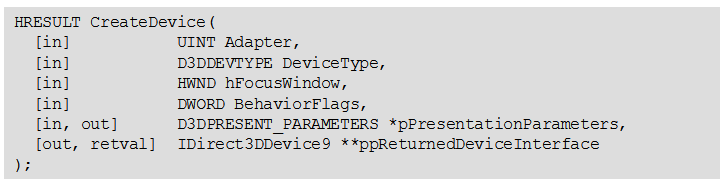 HRESULT CreateDevice(
[in] UINT Adapter,
[in] D3DDEVTYPE DeviceType,
[in] HWND hFocusWindow,
[in] DWORD BehaviorFlags,
[in, out] D3DPRESENT_PARAMETERS *pPresentationParameters,
[out, retval] IDirect3DDevice9 **ppReturnedDeviceInterface
);